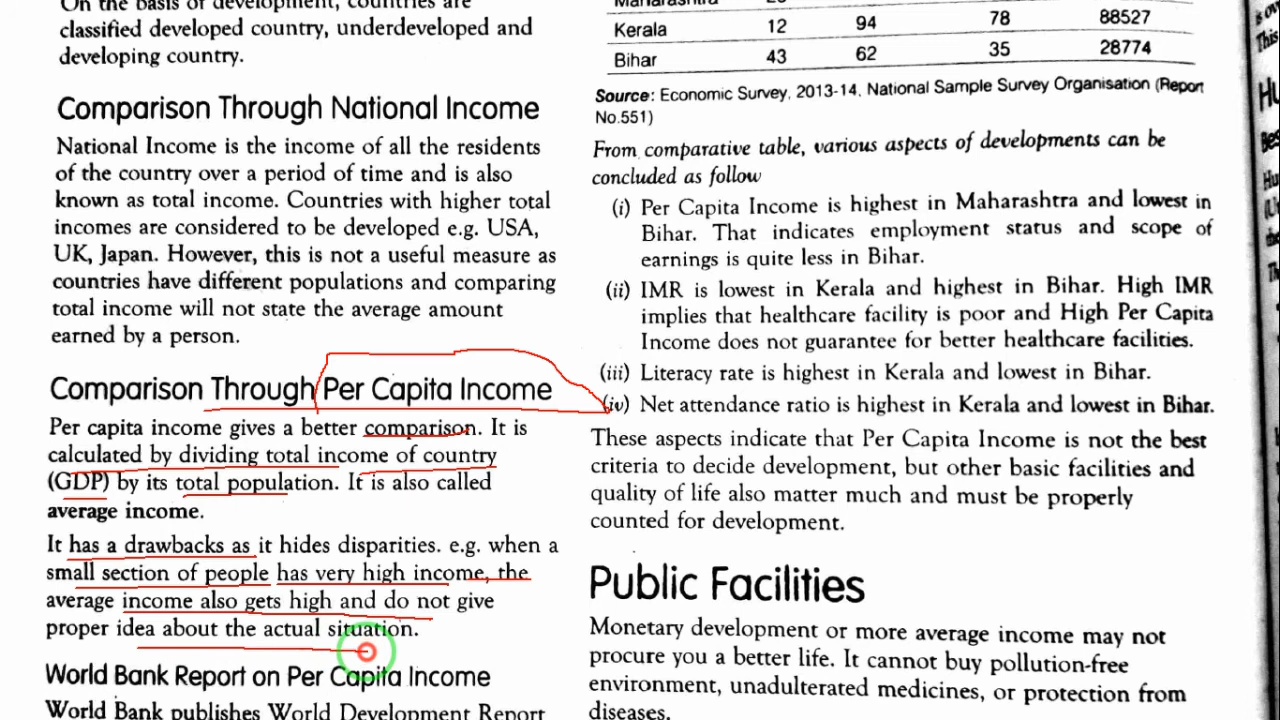 On the basis of development, countries are
classified developed country, underdeveloped and
developing country.
Comparison Through National Income
National Income is the income of all the residents
of the country over a period of time and is also
known as total income. Countries with higher total
incomes are considered to be developed e.g. USA,
UK, Japan. However, this is not a useful measure as
countries have different populations and comparing
total income will not state the average amount
earned by a person.
Comparison Through Per Capita Income
Per capita income gives a better comparison. It is
calculated by dividing total income of country
(GDP) by its total population. It is also called
average income.
It has a drawbacks as it hides disparities. e.g. when a
small section of people has very high income, the
average income also gets high and do not give
proper idea about the actual situation.
World Bank Report on Per Capita Income
World Bank publishes World Development Report
Maharashtra
Kerala 12 94 78 88527
Bihar 43 62 35 28774
Source: Economic Survey, 2013-14, National Sample Survey Organisation (Report
No.551)
From comparative table, various aspects of developments can be
concluded as follow
(i) Per Capita Income is highest in Maharashtra and lowest in
Bihar. That indicates employment status and scope of
earnings is quite less in Bihar.
(ii) IMR is lowest in Kerala and highest in Bihar. High IMR
implies that healthcare facility is poor and High Per Capita
Income does not guarantee for better healthcare facilities.
(iii) Literacy rate is highest in Kerala and lowest in Bihar.
(iv) Net attendance ratio is highest in Kerala and lowest in Bihar.
These aspects indicate that Per Capita Income is not the best
criteria to decide development, but other basic facilities and
quality of life also matter much and must be properly
counted for development.
Public Facilities
Monetary development or more average income may not
procure you a better life. It cannot buy pollution-free
environment, unadulterated medicines, or protection from
diseases.